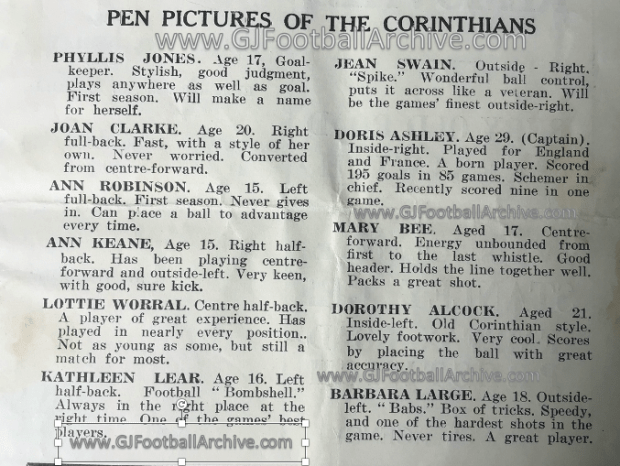 PEN PICTURES OF THE CORINTHIANS
www.GJFootballArchive.com
PHYLLIS JONES. Age 17, Goal-
keeper. Stylish, good judgment,
plays anywhere as well as goal.
First season. Will make a name
for herself.
JOAN CLARKE. Age 20. Right
full-back. Fast, with a style of her
own. Never worried. Converted
from centre-forward.
ANN ROBINSON. Age 15. Left
full-back. First season. Never gives
in. Can place a ball to advantage
every time.
ANN KEANE, Age 15. Right half-
back. Has been playing centre-
forward and outside-left. Very keen,
with good, sure kick.
LOTTIE WORRAL. Centre half-back.
A player of great experience. Has
played in nearly every position..
Not as young as some, but still a
match for most.
KATHLEEN LEAR. Age 16. Left
half-back. Football "Bombshell."
Always in the right place at the
right time. One of the games' best
players.
www.GJFootballArchive.com
JEAN SWAIN. Outside - Right.
"Spike." Wonderful ball control,
puts it across like a veteran. Will
be the games' finest outside-right.
DORIS ASHLEY. Age 29. (Captain).
Inside-right. Played for England
and France. A born player. Scored
195 goals in 85 games. Schemer in
chief. Recently scored nine in one
game.
www.GJFootballArchive.com
MARY BEE. Aged 17. Centre-
forward. Energy unbounded from
first to the last whistle. Good
header. Holds the line together well.
Packs a great shot.
DOROTHY ALCOCK. Aged 21.
Inside-left. Old Corinthian style.
Lovely footwork. Very cool. Scores
by placing the ball with great
accuracy.
www.GJFootballArchive.com
BARBARA LARGE. Age 18. Outside-
left. "Babs." Box of tricks. Speedy,
and one of the hardest shots in the
game. Never tires. A great player.